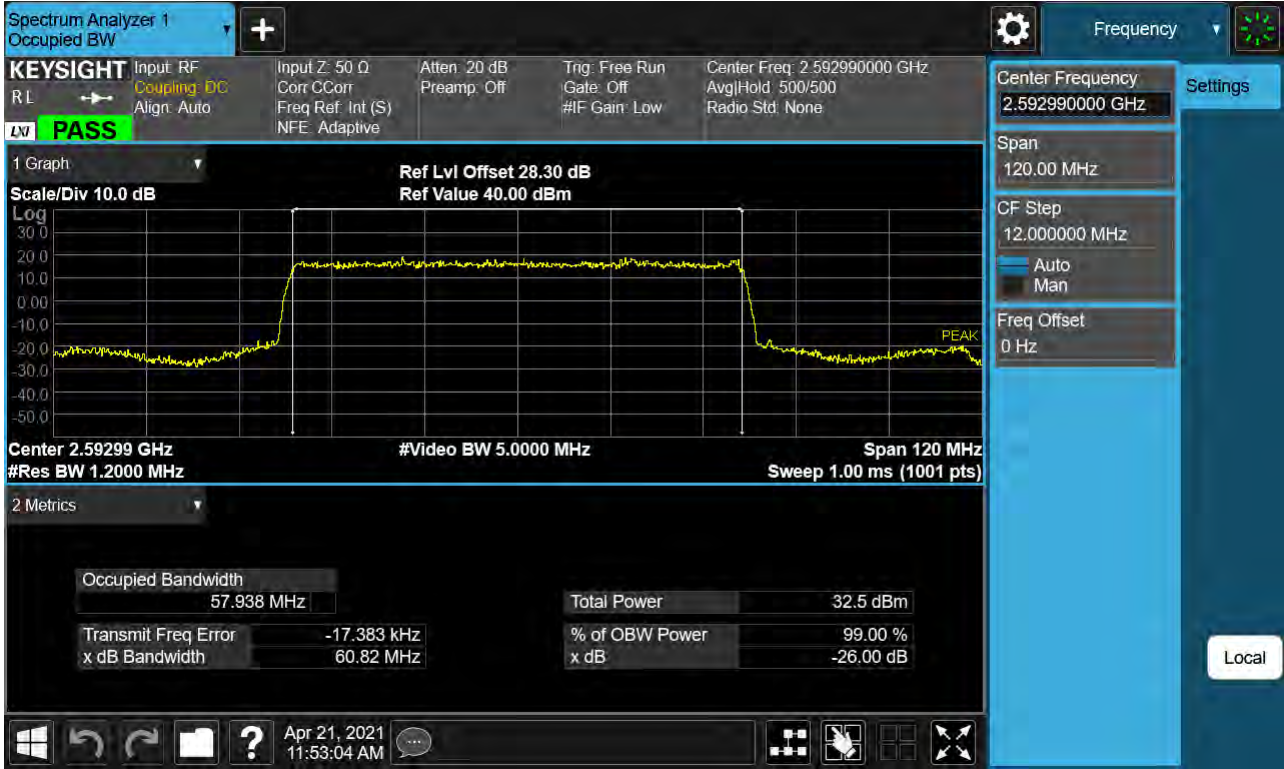 Spectrum Analyzer 1
Occupied BW
+
Frequency
KEYSIGHT
RL
LXI PASS
Input: RF
Coupling: DC
Align: Auto
Input Z: 50 Ω
Corr CCorr
Freq Ref: Int (S)
NFE: Adaptive
Atten: 20 dB
Preamp: Off
Trig: Free Run
Gate: Off
#IF Gain: Low
Center Freq: 2.592990000 GHz
Avg|Hold: 500/500
Radio Std: None
1 Graph
Scale/Div 10.0 dB
Ref Lvl Offset 28.30 dB
Ref Value 40.00 dBm
Log
30.0
20.0
10.0
0.00
-10.0
-20.0
-30.0
-40.0
-50.0
PEAK
Center 2.59299 GHz
#Video BW 5.0000 MHz
Span 120 MHz
#Res BW 1.2000 MHz
Sweep 1.00 ms (1001 pts)
2 Metrics
Occupied Bandwidth
57.938 MHz
Total Power 32.5 dBm
Transmit Freq Error -17.383 kHz
% of OBW Power 99.00 %
x dB Bandwidth 60.82 MHz
x dB -26.00 dB
Center Frequency
2.592990000 GHz
Settings
Span
120.00 MHz
CF Step
12.000000 MHz
Auto
Man
Freq Offset
0 Hz
Local
?
Apr 21, 2021
11:53:04 AM